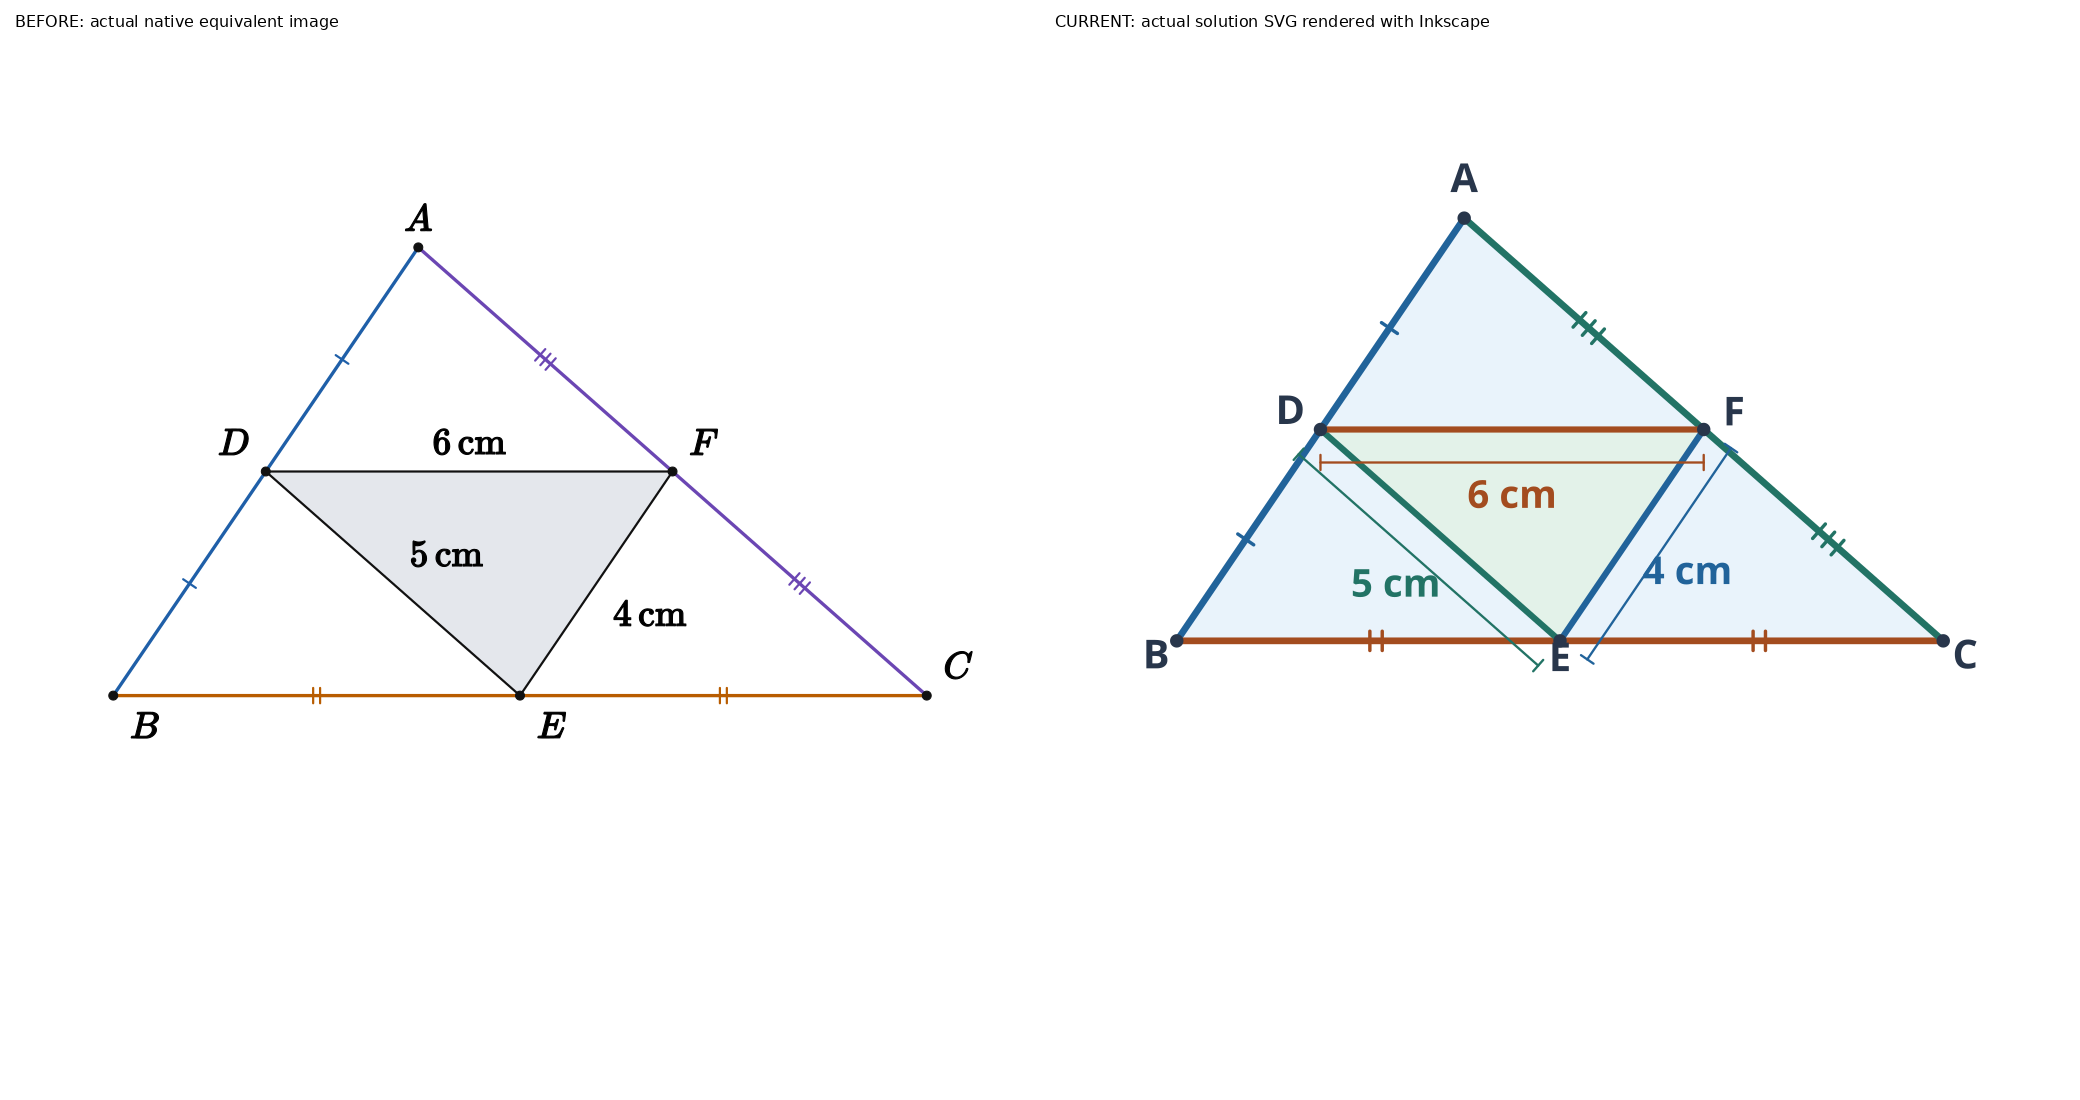 BEFORE: actual native equivalent image
A
D
6 cm
F
5 cm
4 cm
C
B
E
CURRENT: actual solution SVG rendered with Inkscape
A
D
F
6 cm
5 cm
4 cm
B
E
C